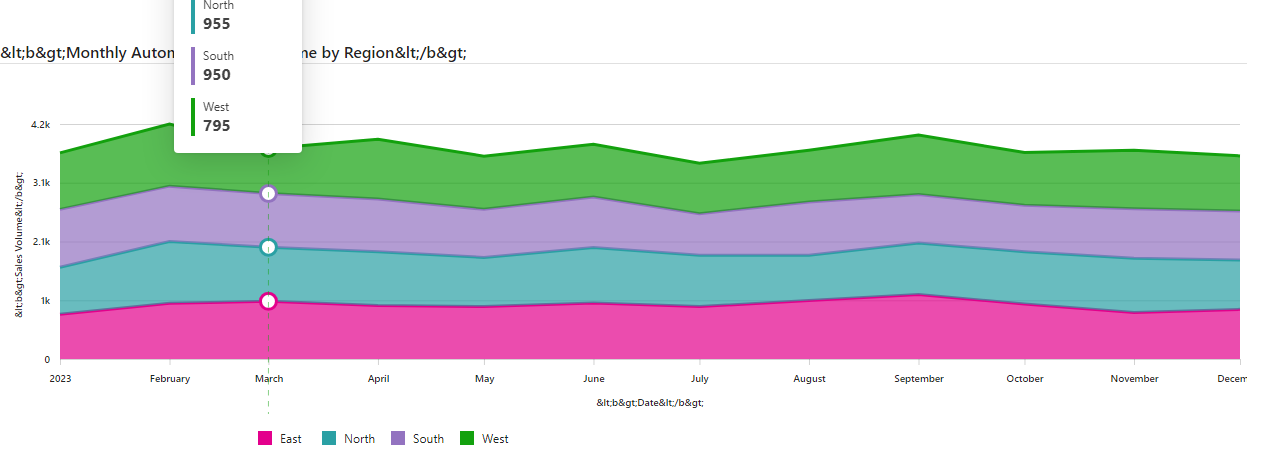 North
955
&lt;b&gt;Monthly Autom me by Region&lt;/b&gt;
South
950
West
795
4.2k
3.1k
2.1k
1k
0
&lt;b&gt;Sales Volume&lt;/b&gt;
2023 February March April May June July August September October November Decem
&lt;b&gt;Date&lt;/b&gt;
East North South West